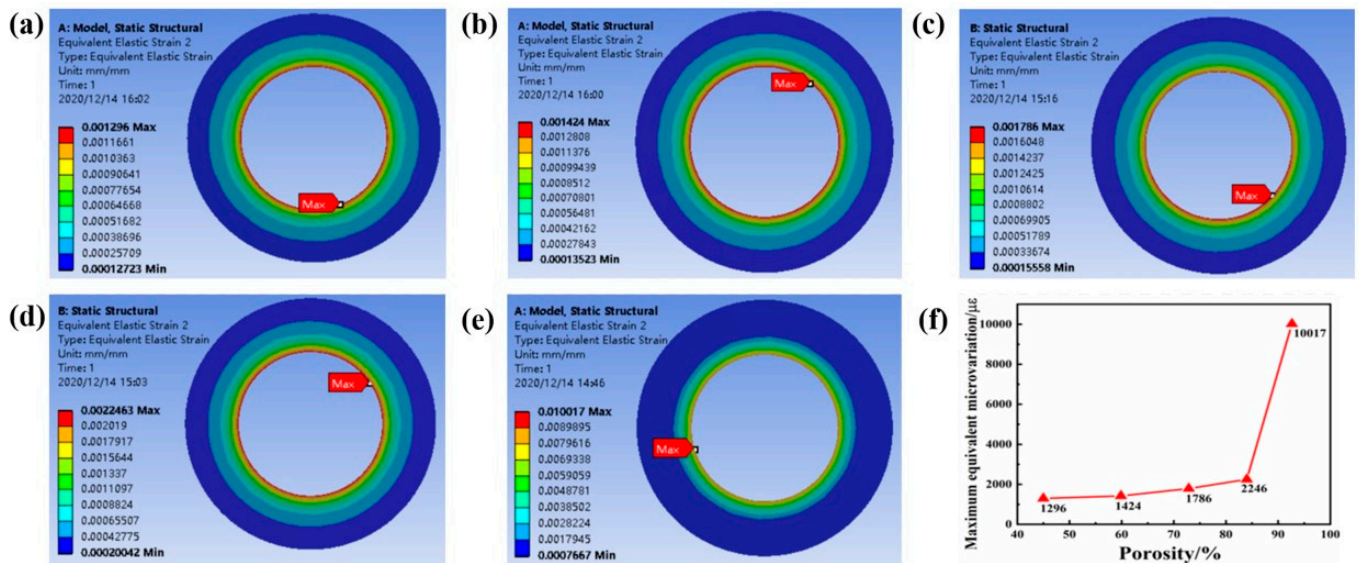 (a)
A: Model, Static Structural
Equivalent Elastic Strain 2
Type: Equivalent Elastic Strain
Unit: mm/mm
Time: 1
2020/12/14 16:02
0.001296 Max
0.0011661
0.0010363
0.00090641
0.00077654
0.00064668
0.00051682
0.00038696
0.00025709
0.00012723 Min
Max
(b)
A: Model, Static Structural
Equivalent Elastic Strain 2
Type: Equivalent Elastic Strain
Unit: mm/mm
Time: 1
2020/12/14 16:00
0.001424 Max
0.0012808
0.0011376
0.00099439
0.0008512
0.00070801
0.00056481
0.00042162
0.00027843
0.00013523 Min
Max
(c)
B: Static Structural
Equivalent Elastic Strain 2
Type: Equivalent Elastic Strain
Unit: mm/mm
Time: 1
2020/12/14 15:16
0.001786 Max
0.0016048
0.0014237
0.0012425
0.0010614
0.0008802
0.00069905
0.00051789
0.00033674
0.00015558 Min
Max
(d)
B: Static Structural
Equivalent Elastic Strain 2
Type: Equivalent Elastic Strain
Unit: mm/mm
Time: 1
2020/12/14 15:03
0.0022463 Max
0.002019
0.0017917
0.0015644
0.001337
0.0011097
0.0008824
0.00065507
0.00042775
0.00020042 Min
Max
(e)
A: Model, Static Structural
Equivalent Elastic Strain 2
Type: Equivalent Elastic Strain
Unit: mm/mm
Time: 1
2020/12/14 14:46
0.010017 Max
0.0089895
0.0079616
0.0069338
0.0059059
0.0048781
0.0038502
0.0028224
0.0017945
0.0007667 Min
Max
(f)
Maximum equivalent microvariation/με
10000
8000
6000
4000
2000
0
10017
2246
1786
1424
1296
40 50 60 70 80 90 100
Porosity/%